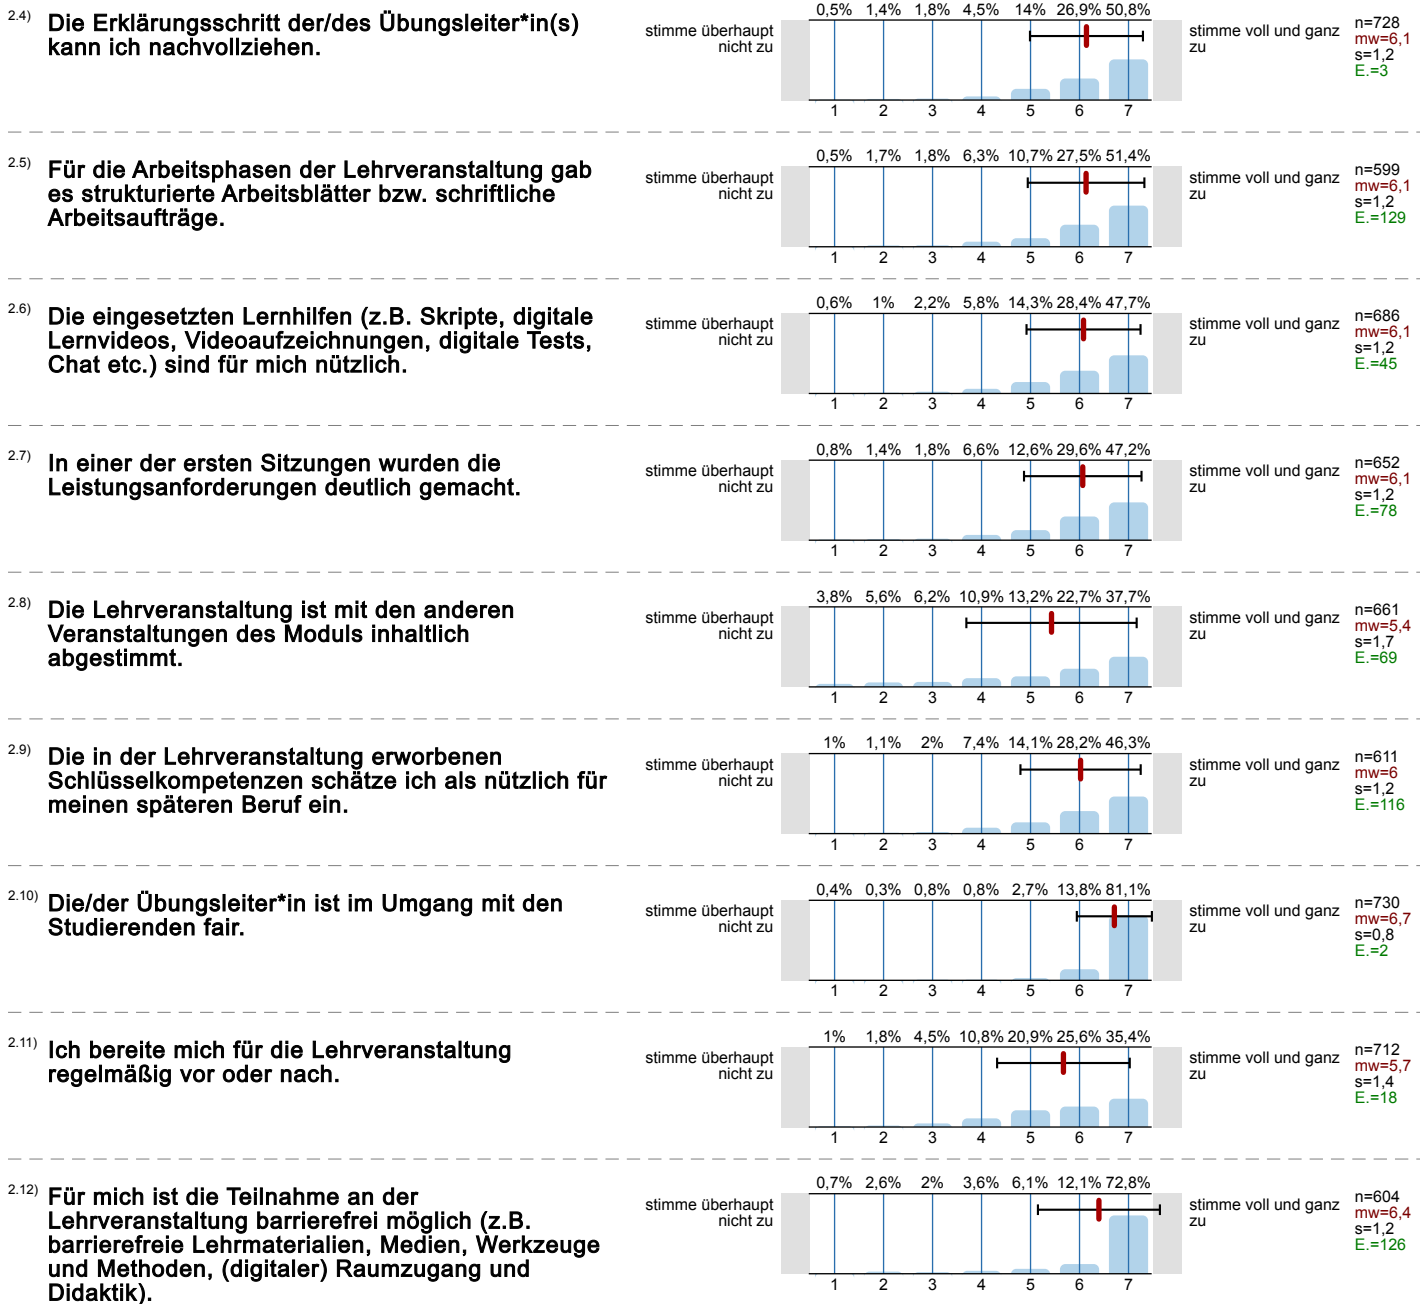 2.4) Die Erklärungsschritt der/des Übungsleiter*in(s)
kann ich nachvollziehen.
stimme überhaupt
nicht zu
0,5% 1,4% 1,8% 4,5% 14% 26,9% 50,8%
1 2 3 4 5 6 7
stimme voll und ganz
zu
n=728
mw=6,1
s=1,2
E.=3
2.5) Für die Arbeitsphasen der Lehrveranstaltung gab
es strukturierte Arbeitsblätter bzw. schriftliche
Arbeitsaufträge.
stimme überhaupt
nicht zu
0,5% 1,7% 1,8% 6,3% 10,7% 27,5% 51,4%
1 2 3 4 5 6 7
stimme voll und ganz
zu
n=599
mw=6,1
s=1,2
E.=129
2.6) Die eingesetzten Lernhilfen (z.B. Skripte, digitale
Lernvideos, Videoaufzeichnungen, digitale Tests,
Chat etc.) sind für mich nützlich.
stimme überhaupt
nicht zu
0,6% 1% 2,2% 5,8% 14,3% 28,4% 47,7%
1 2 3 4 5 6 7
stimme voll und ganz
zu
n=686
mw=6,1
s=1,2
E.=45
2.7) In einer der ersten Sitzungen wurden die
Leistungsanforderungen deutlich gemacht.
stimme überhaupt
nicht zu
0,8% 1,4% 1,8% 6,6% 12,6% 29,6% 47,2%
1 2 3 4 5 6 7
stimme voll und ganz
zu
n=652
mw=6,1
s=1,2
E.=78
2.8) Die Lehrveranstaltung ist mit den anderen
Veranstaltungen des Moduls inhaltlich
abgestimmt.
stimme überhaupt
nicht zu
3,8% 5,6% 6,2% 10,9% 13,2% 22,7% 37,7%
1 2 3 4 5 6 7
stimme voll und ganz
zu
n=661
mw=5,4
s=1,7
E.=69
2.9) Die in der Lehrveranstaltung erworbenen
Schlüsselkompetenzen schätze ich als nützlich für
meinen späteren Beruf ein.
stimme überhaupt
nicht zu
1% 1,1% 2% 7,4% 14,1% 28,2% 46,3%
1 2 3 4 5 6 7
stimme voll und ganz
zu
n=611
mw=6
s=1,2
E.=116
2.10) Die/der Übungsleiter*in ist im Umgang mit den
Studierenden fair.
stimme überhaupt
nicht zu
0,4% 0,3% 0,8% 0,8% 2,7% 13,8% 81,1%
1 2 3 4 5 6 7
stimme voll und ganz
zu
n=730
mw=6,7
s=0,8
E.=2
2.11) Ich bereite mich für die Lehrveranstaltung
regelmäßig vor oder nach.
stimme überhaupt
nicht zu
1% 1,8% 4,5% 10,8% 20,9% 25,6% 35,4%
1 2 3 4 5 6 7
stimme voll und ganz
zu
n=712
mw=5,7
s=1,4
E.=18
2.12) Für mich ist die Teilnahme an der
Lehrveranstaltung barrierefrei möglich (z.B.
barrierefreie Lehrmaterialien, Medien, Werkzeuge
und Methoden, (digitaler) Raumzugang und
Didaktik).
stimme überhaupt
nicht zu
0,7% 2,6% 2% 3,6% 6,1% 12,1% 72,8%
1 2 3 4 5 6 7
stimme voll und ganz
zu
n=604
mw=6,4
s=1,2
E.=126